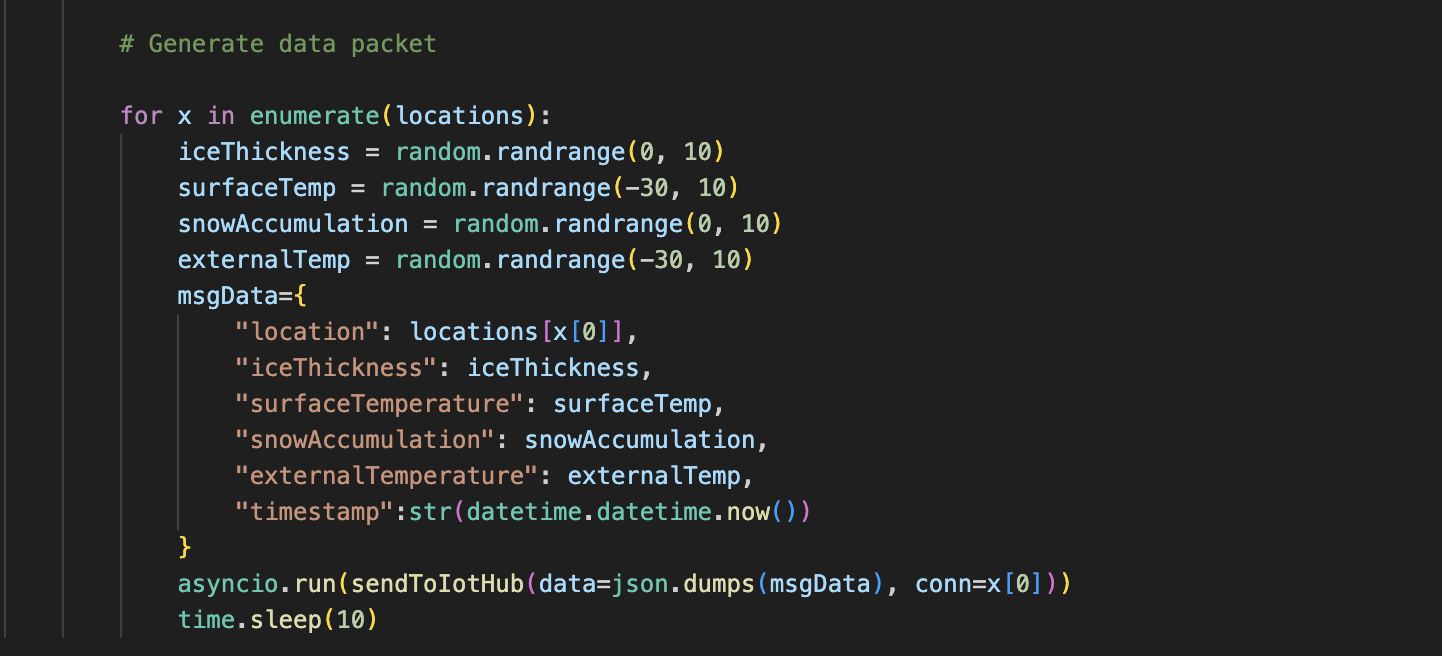 # Generate data packet
for x in enumerate(locations):
iceThickness = random.randrange(0, 10)
surfaceTemp = random.randrange(-30, 10)
snowAccumulation = random.randrange(0, 10)
externalTemp = random.randrange(-30, 10)
msgData={
"location": locations[x[0]],
"iceThickness": iceThickness,
"surfaceTemperature": surfaceTemp,
"snowAccumulation": snowAccumulation,
"externalTemperature": externalTemp,
"timestamp":str(datetime.datetime.now())
}
asyncio.run(sendToIotHub(data=json.dumps(msgData), conn=x[0]))
time.sleep(10)